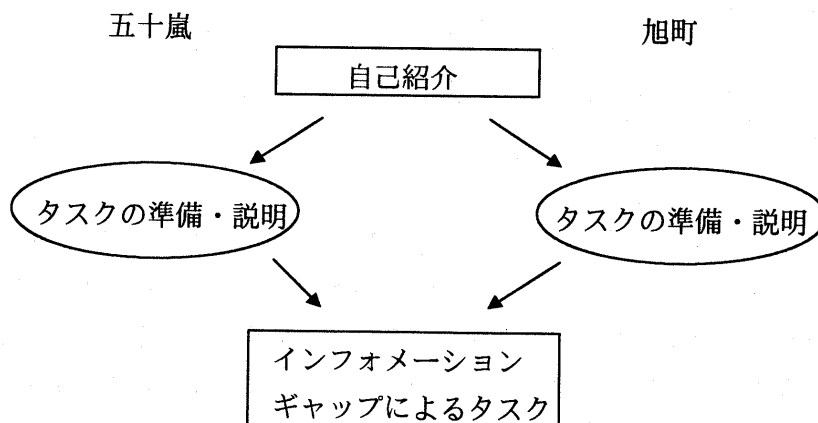 五十嵐
旭町
自己紹介
タスクの準備・説明
タスクの準備・説明
インフォメーション
ギャップによるタスク